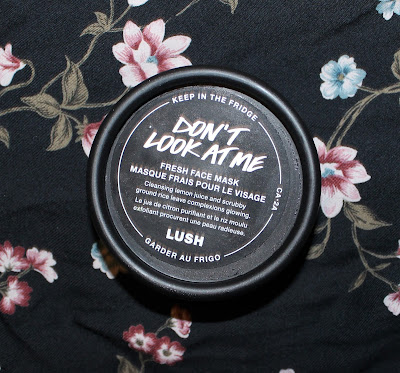 KEEP IN THE FRIDGE
DON'T
LOOK AT ME
FRESH FACE MASK
MASQUE FRAIS POUR LE VISAGE
Cleansing lemon juice and scrubby
ground rice leave complexions glowing.
Le jus de citron purifiant et le riz moulu
exfoliant procurent une peau radieuse.
LUSH
GARDER AU FRIGO
CA-2A